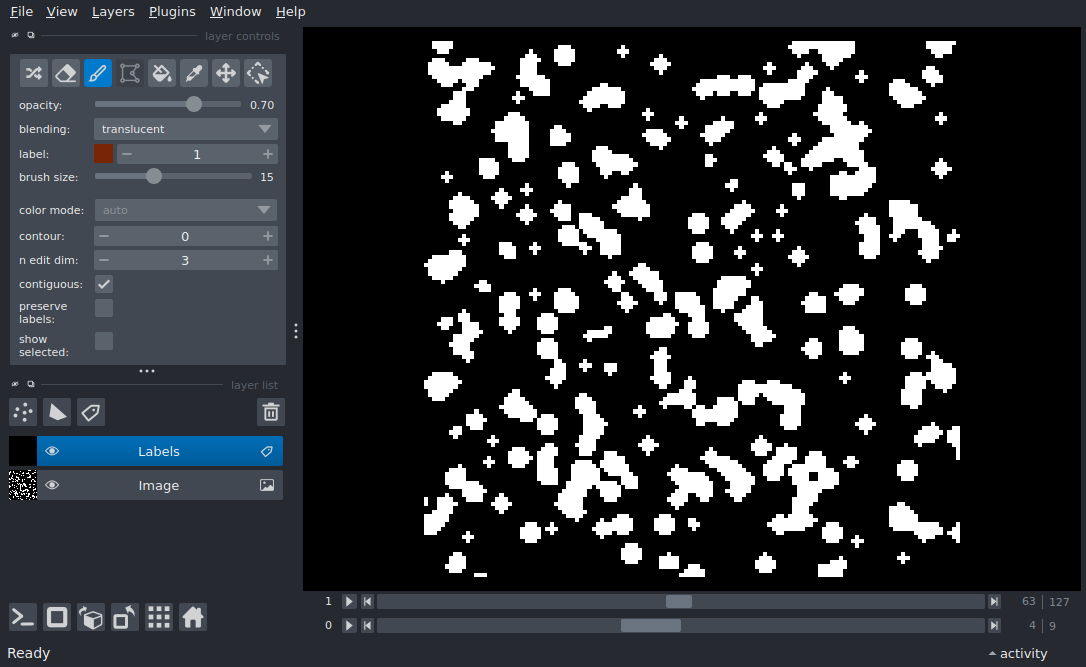 File View Layers Plugins Window Help
layer controls
opacity: 0.70
blending: translucent
label: 1
brush size: 15
color mode: auto
contour: 0
n edit dim: 3
contiguous:
preserve
labels:
show
selected:
layer list
Labels
Image
1 63 127
0 4 9
Ready activity